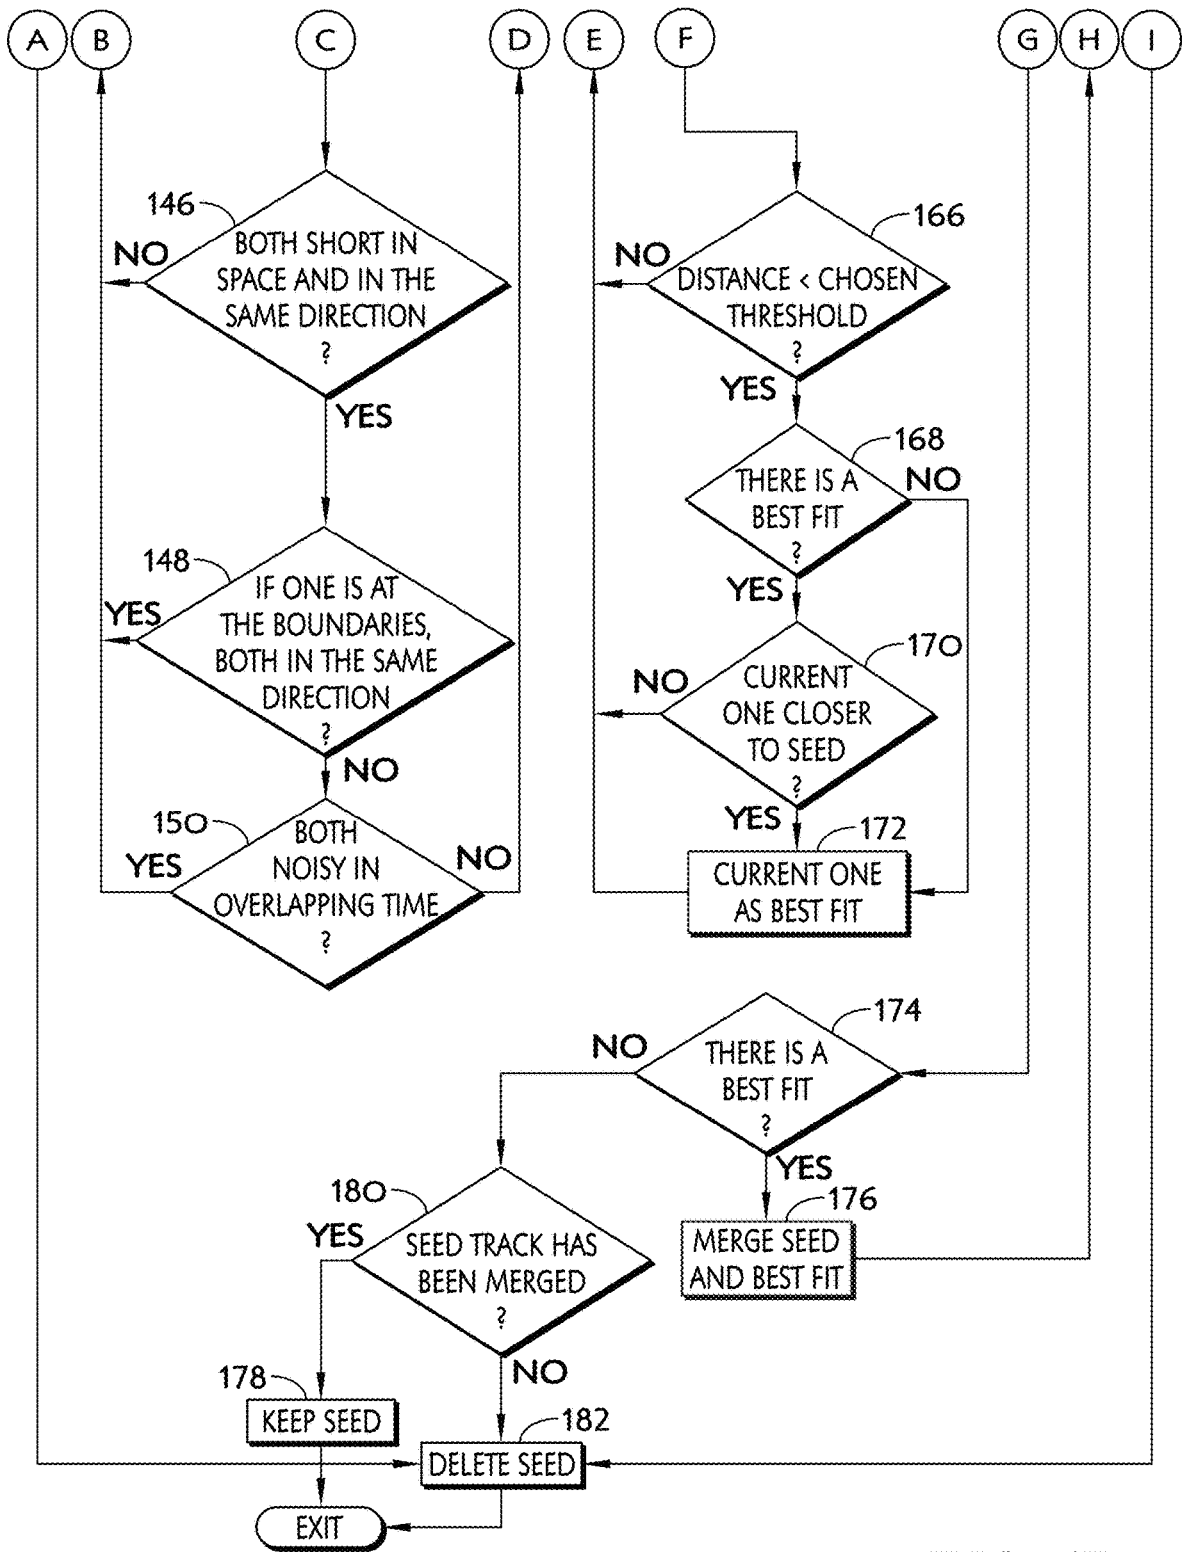 A B C D E F G H I
146
BOTH SHORT IN
SPACE AND IN THE
SAME DIRECTION
?
NO
YES
148
IF ONE IS AT
THE BOUNDARIES,
BOTH IN THE SAME
DIRECTION
?
YES
NO
150
BOTH
NOISY IN
OVERLAPPING TIME
?
YES
NO
166
DISTANCE < CHOSEN
THRESHOLD
?
NO
YES
168
THERE IS A
BEST FIT
?
NO
YES
170
CURRENT
ONE CLOSER
TO SEED
?
NO
YES
172
CURRENT ONE
AS BEST FIT
174
THERE IS A
BEST FIT
?
NO
YES
176
MERGE SEED
AND BEST FIT
180
SEED TRACK HAS
BEEN MERGED
?
YES
NO
178
KEEP SEED
182
DELETE SEED
EXIT